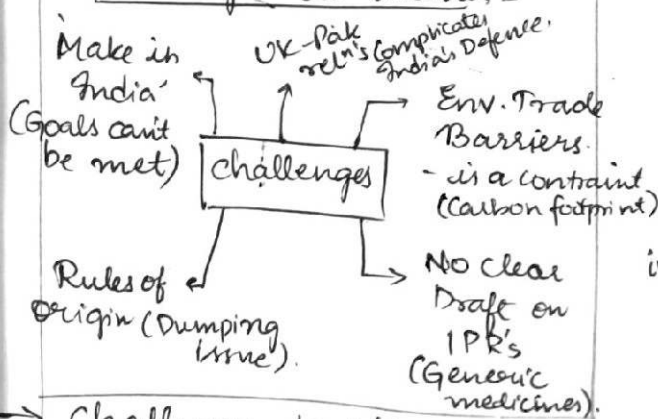 'Make in
India'
(Goals can't
be met)
UK-Pak
reln's Complicates
India's Defence.
Env. Trade
Barriers.
- is a contraint
(Carbon footprint)
challenges
Rules of
Origin (Dumping
issue).
No clear
Draft on
IPR's
(Generic
medicines).